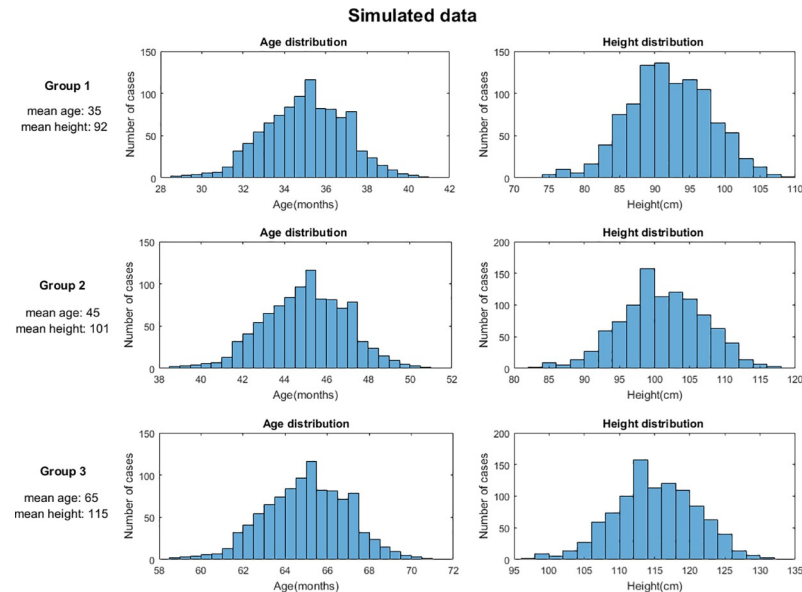 Simulated data
Group 1
mean age: 35
mean height: 92
Age distribution
Number of cases
150
100
50
0
28 30 32 34 36 38 40 42
Age(months)
Height distribution
Number of cases
150
100
50
0
70 75 80 85 90 95 100 105 110
Height(cm)
Group 2
mean age: 45
mean height: 101
Age distribution
Number of cases
150
100
50
0
38 40 42 44 46 48 50 52
Age(months)
Height distribution
Number of cases
200
150
100
50
0
80 85 90 95 100 105 110 115 120
Height(cm)
Group 3
mean age: 65
mean height: 115
Age distribution
Number of cases
150
100
50
0
58 60 62 64 66 68 70 72
Age(months)
Height distribution
Number of cases
200
150
100
50
0
95 100 105 110 115 120 125 130 135
Height(cm)